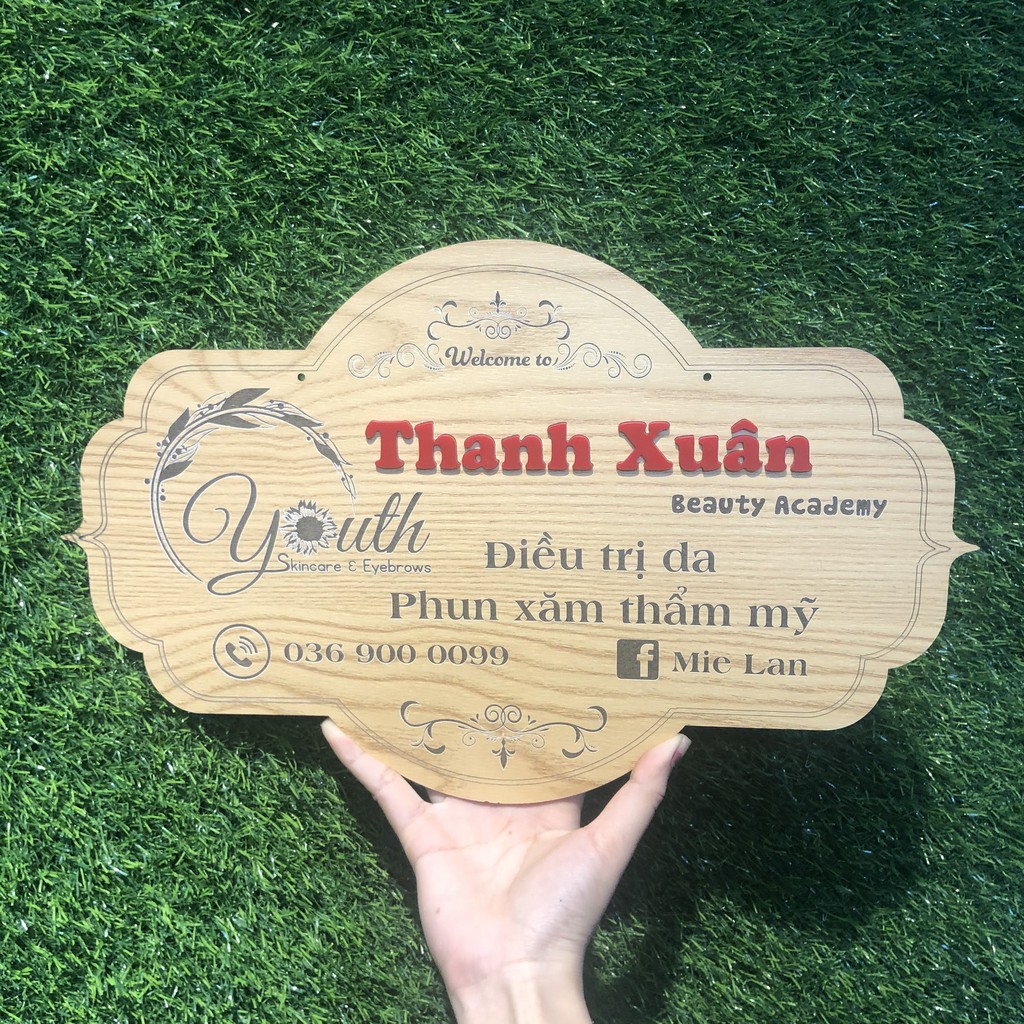 Welcome to
Thanh Xuân
Beauty Academy
Youth
Skincare & Eyebrows
Điều trị da
Phun xăm thẩm mỹ
036 900 0099
f Mie Lan